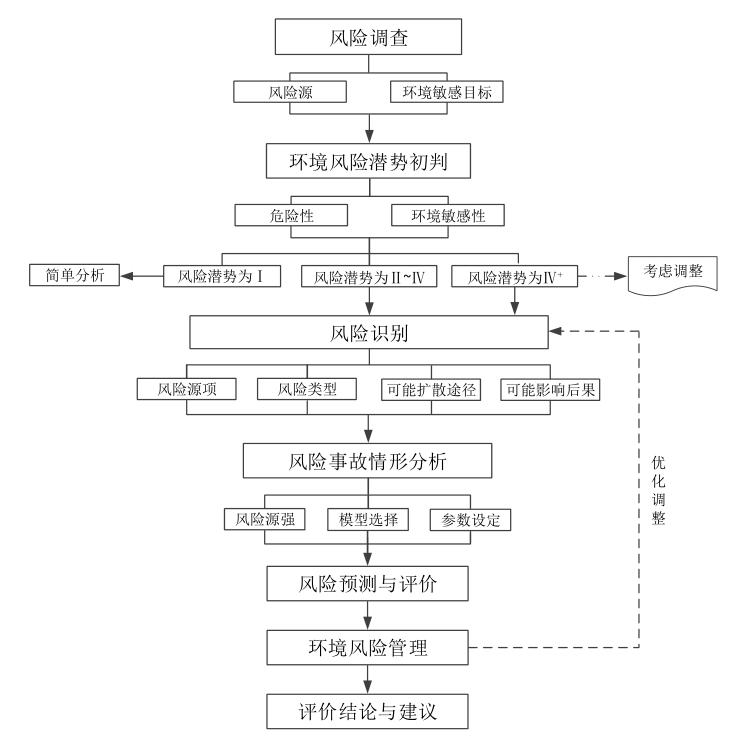 风险调查
风险源
环境敏感目标
环境风险潜势初判
危险性
环境敏感性
简单分析
风险潜势为Ⅰ
风险潜势为Ⅱ~Ⅳ
风险潜势为Ⅳ⁺
考虑调整
风险识别
风险源项
风险类型
可能扩散途径
可能影响后果
风险事故情形分析
优化调整
风险源强
模型选择
参数设定
风险预测与评价
环境风险管理
评价结论与建议